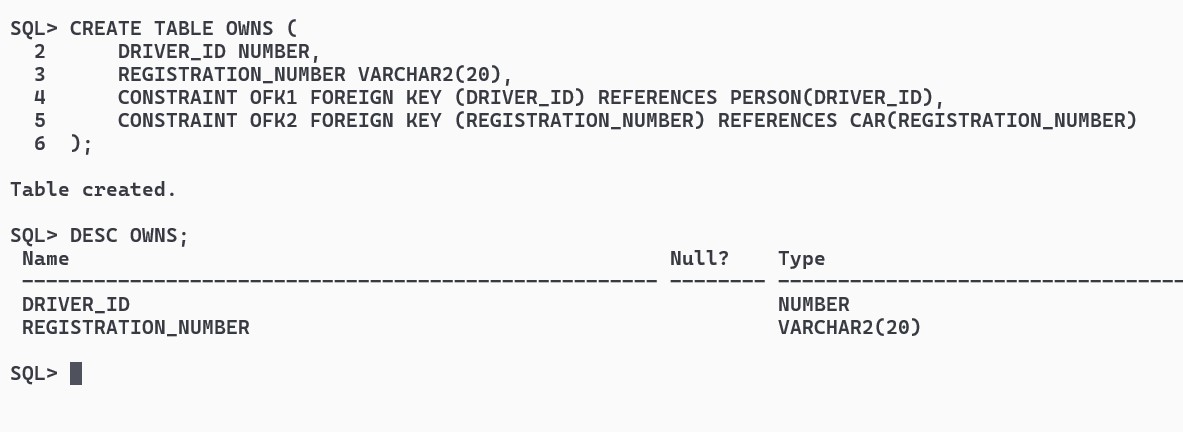 SQL> CREATE TABLE OWNS (
  2      DRIVER_ID NUMBER,
  3      REGISTRATION_NUMBER VARCHAR2(20),
  4      CONSTRAINT OFK1 FOREIGN KEY (DRIVER_ID) REFERENCES PERSON(DRIVER_ID),
  5      CONSTRAINT OFK2 FOREIGN KEY (REGISTRATION_NUMBER) REFERENCES CAR(REGISTRATION_NUMBER)
  6  );
Table created.
SQL> DESC OWNS;
 Name                                                  Null?    Type
 ----------------------------------------------------- -------- ----------------------------------
 DRIVER_ID                                                      NUMBER
 REGISTRATION_NUMBER                                            VARCHAR2(20)
SQL>